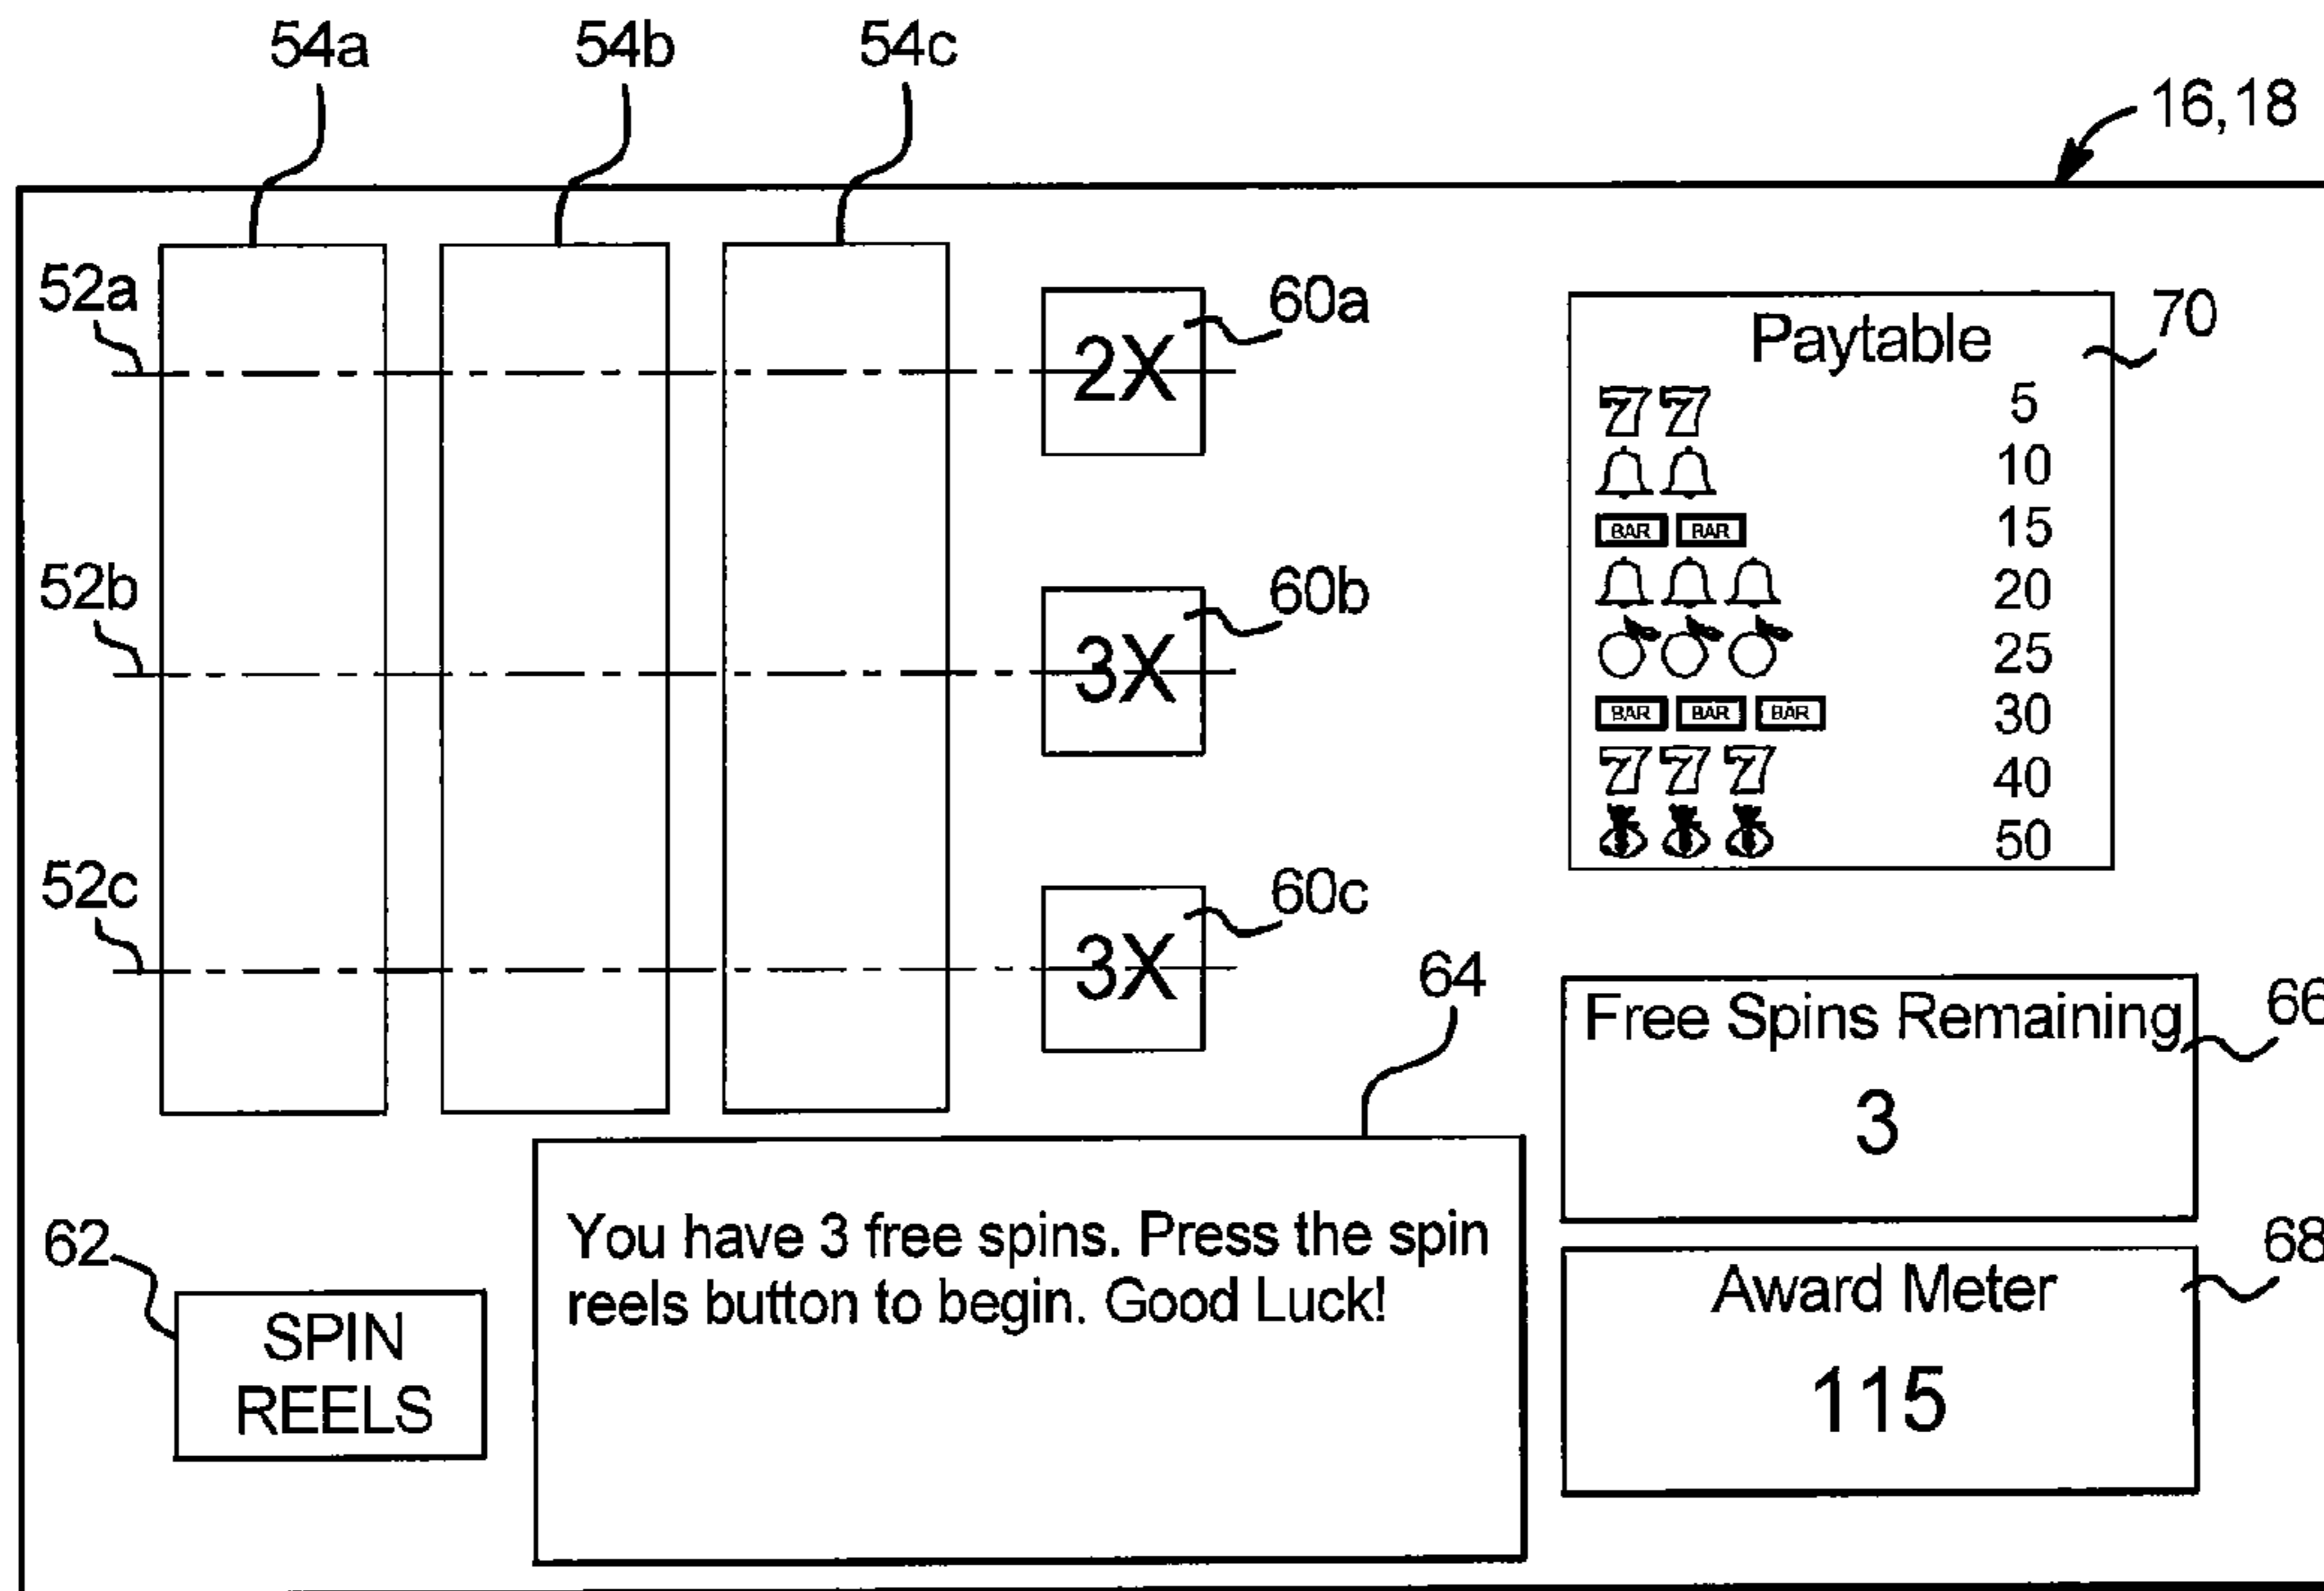 54a 54b 54c
16,18
52a
2X
60a
Paytable
70
77 5
10
BAR BAR 15
20
25
BAR BAR BAR 30
777 40
50
52b
3X
60b
52c
3X
60c
64
Free Spins Remaining
66
3
You have 3 free spins. Press the spin
reels button to begin. Good Luck!
62
SPIN
REELS
Award Meter
68
115